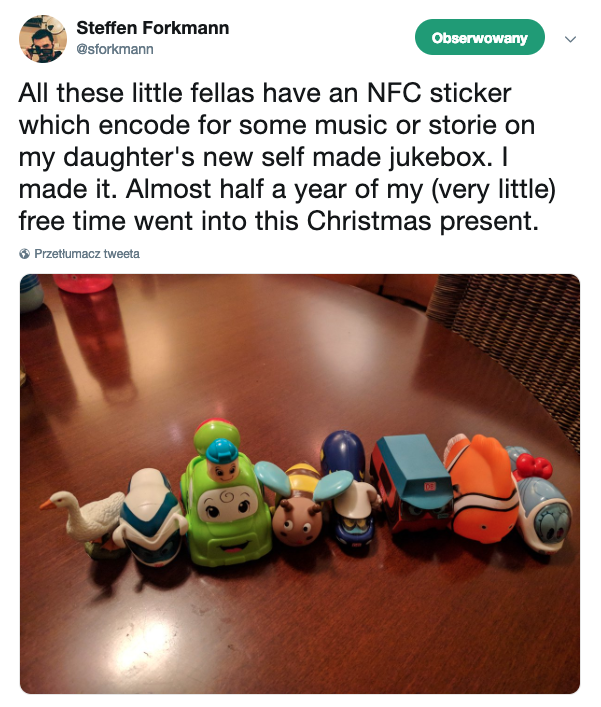 Steffen Forkmann
@sforkmann
Obserwowany
All these little fellas have an NFC sticker
which encode for some music or storie on
my daughter's new self made jukebox. I
made it. Almost half a year of my (very little)
free time went into this Christmas present.
Przetłumacz tweeta
DB